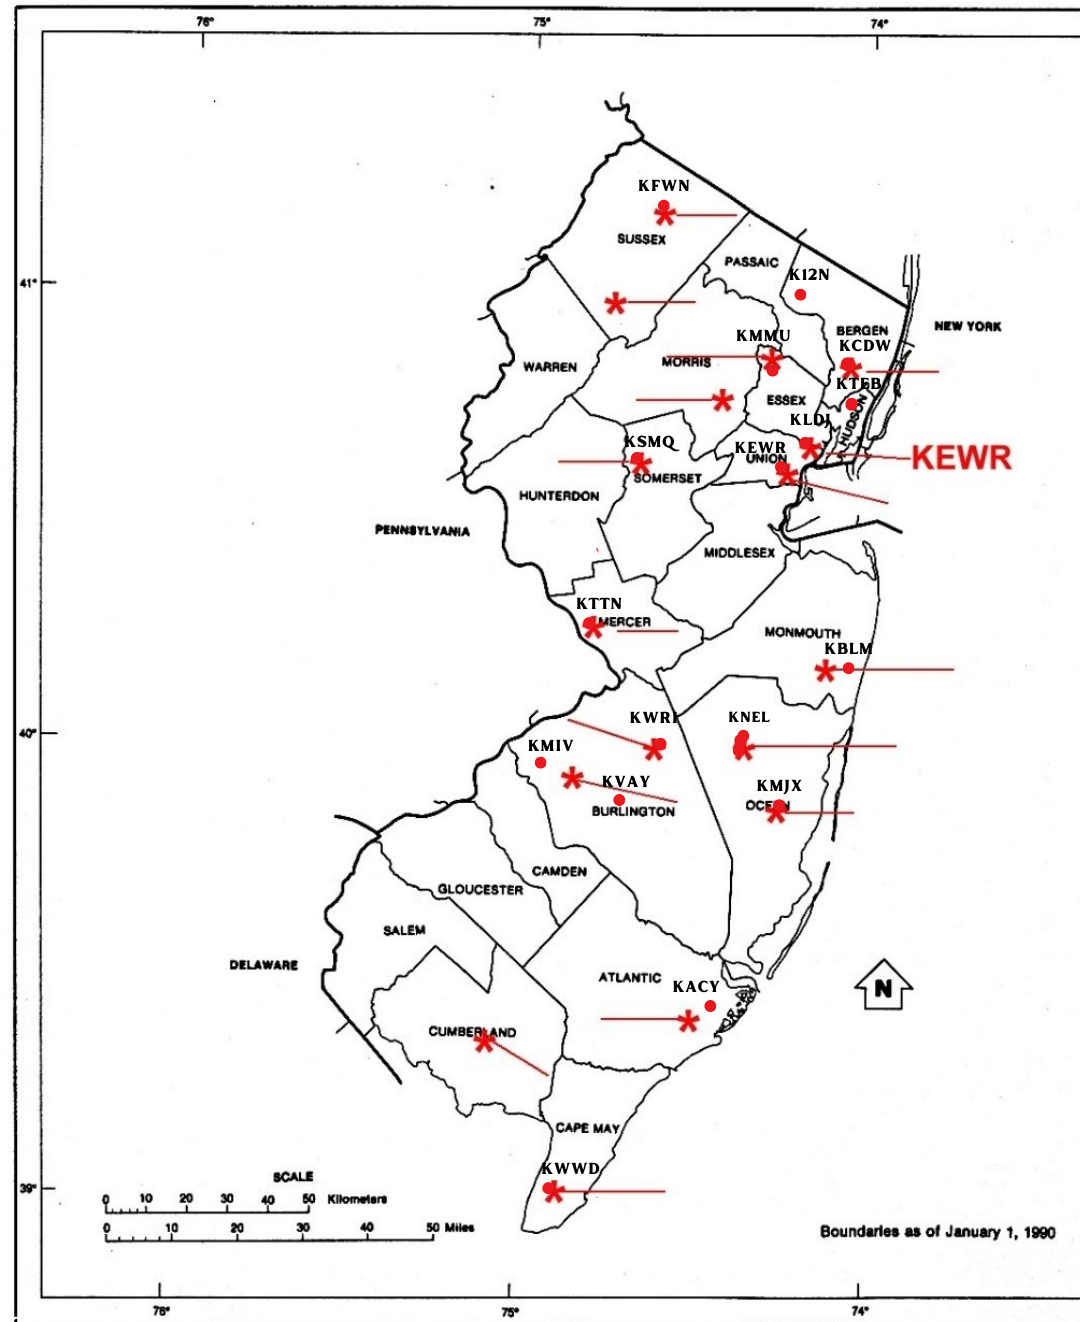 76° 75° 74°
KFWN
SUSSEX
PASSAIC
K12N
41°
NEW YORK
BERGEN
KMMU
KCDW
MORRIS
WARREN
KTEB
ESSEX
HUDSON
KLDJ
KSMQ
KEWR
KEWR
UNION
SOMERSET
HUNTERDON
PENNSYLVANIA
MIDDLESEX
KTTN
MERCER
MONMOUTH
KBLM
KWRI
KNEL
40°
KMIV
KVAY
KMJX
OCEAN
BURLINGTON
CAMDEN
GLOUCESTER
SALEM
DELAWARE
ATLANTIC
KACY
N
CUMBERLAND
CAPE MAY
KWWD
SCALE
39°
0 10 20 30 40 50 Kilometers
0 10 20 30 40 50 Miles
Boundaries as of January 1, 1990
76° 75° 74°